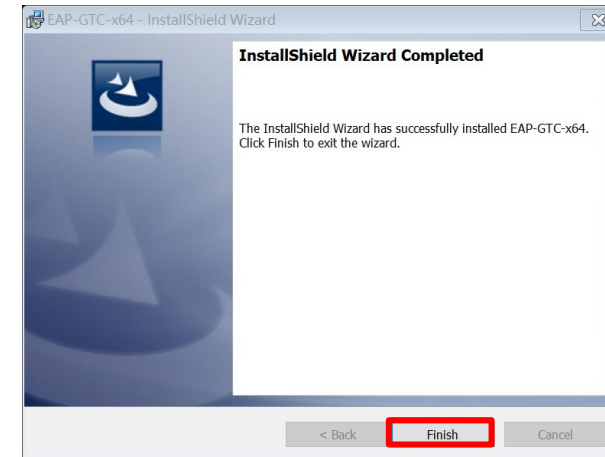 EAP-GTC-x64 - InstallShield Wizard
InstallShield Wizard Completed
The InstallShield Wizard has successfully installed EAP-GTC-x64.
Click Finish to exit the wizard.
< Back Finish Cancel